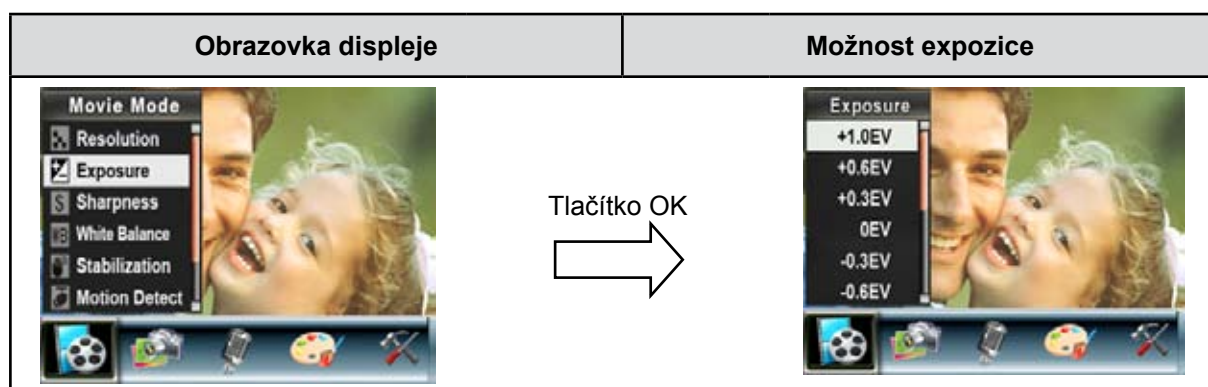 Obrazovka displeje
Možnost expozice
Movie Mode
Resolution
Exposure
Sharpness
White Balance
Stabilization
Motion Detect
Tlačítko OK
Exposure
+1.0EV
+0.6EV
+0.3EV
0EV
-0.3EV
-0.6EV